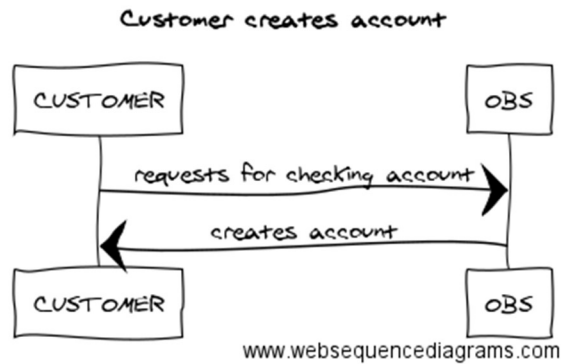 Customer creates account
CUSTOMER
OBS
requests for checking account
creates account
CUSTOMER
OBS
www.websequencediagrams.com